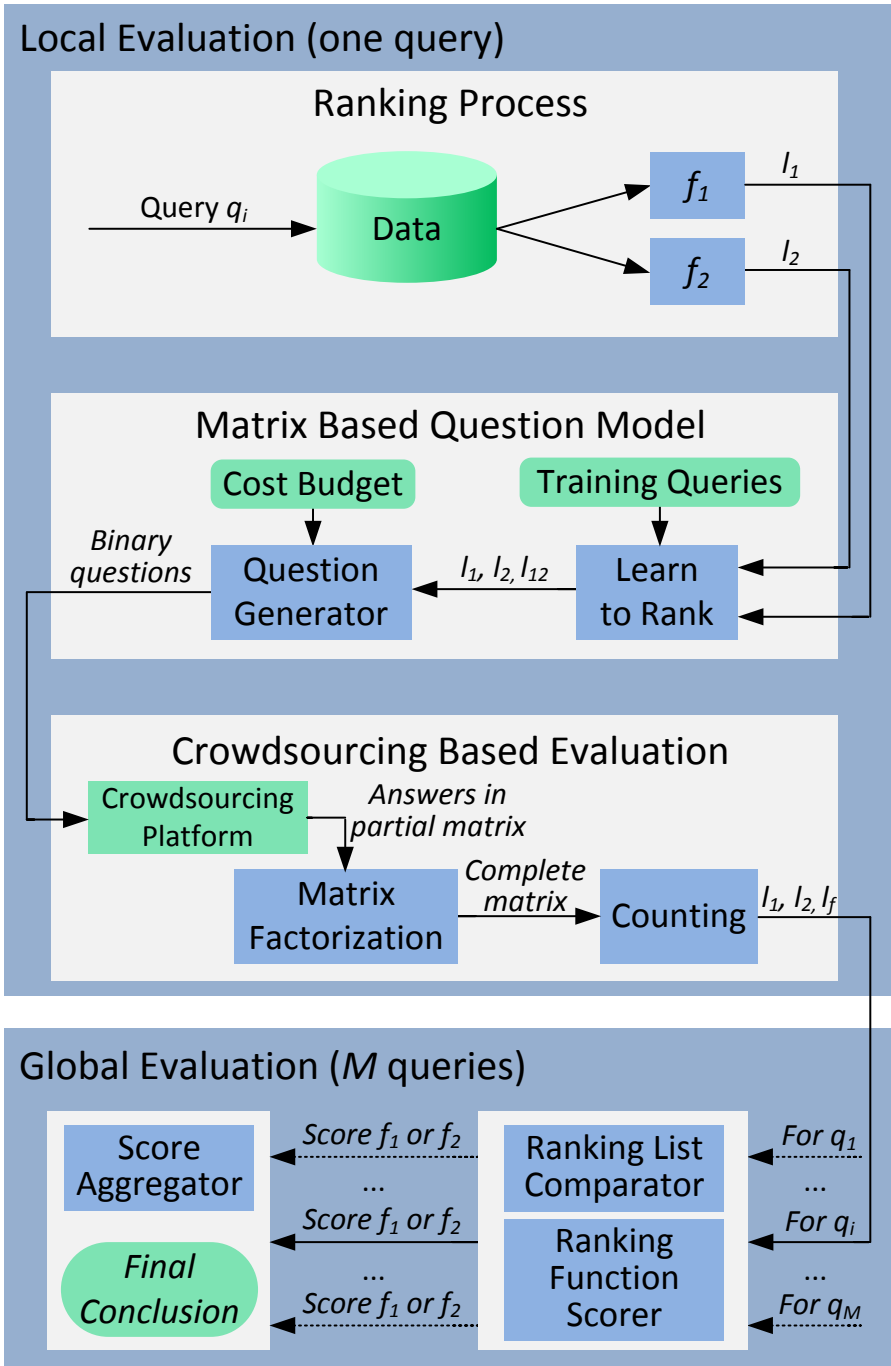 Local Evaluation (one query)
Ranking Process
Query qᵢ
Data
f₁
l₁
f₂
l₂
Matrix Based Question Model
Cost Budget
Training Queries
Binary
questions
Question
Generator
l₁, l₂, l₁₂
Learn
to Rank
Crowdsourcing Based Evaluation
Crowdsourcing
Platform
Answers in
partial matrix
Matrix
Factorization
Complete
matrix
Counting
l₁, l₂, l_f
Global Evaluation (M queries)
Score
Aggregator
Final
Conclusion
Score f₁ or f₂
...
Score f₁ or f₂
...
Score f₁ or f₂
Ranking List
Comparator
Ranking
Function
Scorer
For q₁
...
For qᵢ
...
For q_M